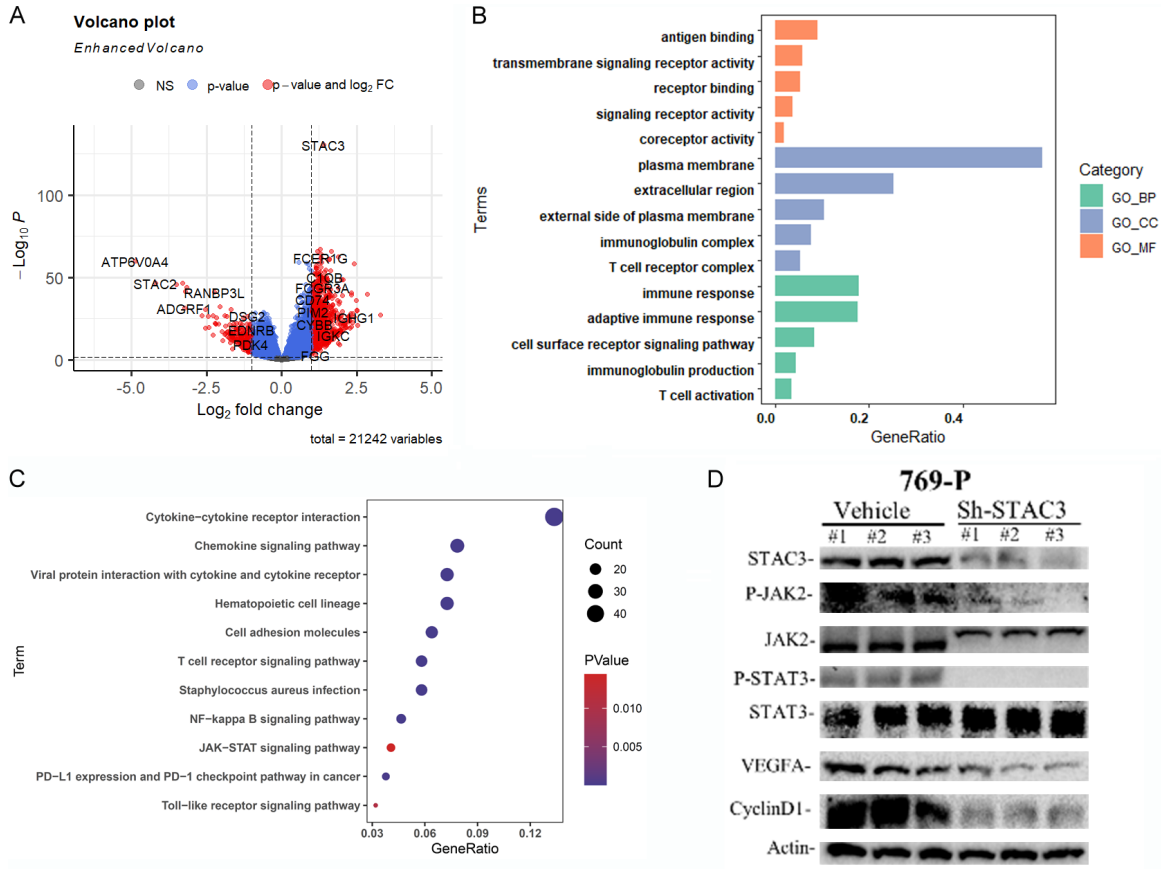 A
Volcano plot
EnhancedVolcano
NS
p-value
p−value and log2 FC
− Log10 P
100
50
0
STAC3
ATP6V0A4
FCER1G
STAC2
C1QB
RANBP3L
FCGR3A
CD74
ADGRF1
PIM2
DSG2
IGHG1
CYBB
EDNRB
IGKC
PDK4
FGG
-5.0
-2.5
0.0
2.5
5.0
Log2 fold change
total = 21242 variables
B
Terms
antigen binding
transmembrane signaling receptor activity
receptor binding
signaling receptor activity
coreceptor activity
plasma membrane
extracellular region
external side of plasma membrane
immunoglobulin complex
T cell receptor complex
immune response
adaptive immune response
cell surface receptor signaling pathway
immunoglobulin production
T cell activation
0.0
0.2
0.4
GeneRatio
Category
GO_BP
GO_CC
GO_MF
C
Term
Cytokine−cytokine receptor interaction
Chemokine signaling pathway
Viral protein interaction with cytokine and cytokine receptor
Hematopoietic cell lineage
Cell adhesion molecules
T cell receptor signaling pathway
Staphylococcus aureus infection
NF−kappa B signaling pathway
JAK−STAT signaling pathway
PD−L1 expression and PD−1 checkpoint pathway in cancer
Toll−like receptor signaling pathway
0.03
0.06
0.09
0.12
GeneRatio
Count
20
30
40
PValue
0.010
0.005
D
769-P
Vehicle Sh-STAC3
#1 #2 #3 #1 #2 #3
STAC3-
P-JAK2-
JAK2-
P-STAT3-
STAT3-
VEGFA-
CyclinD1-
Actin-